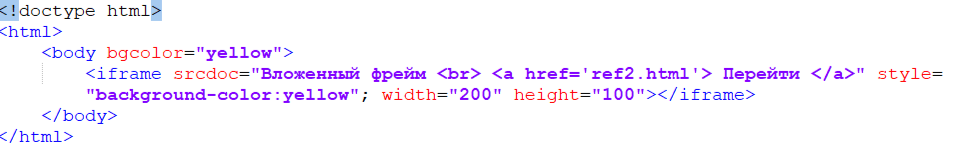 <!doctype html>
<html>
<body bgcolor="yellow">
<iframe srcdoc="Вложенный фрейм <br> <a href='ref2.html'> Перейти </a>" style=
"background-color:yellow"; width="200" height="100"></iframe>
</body>
</html>